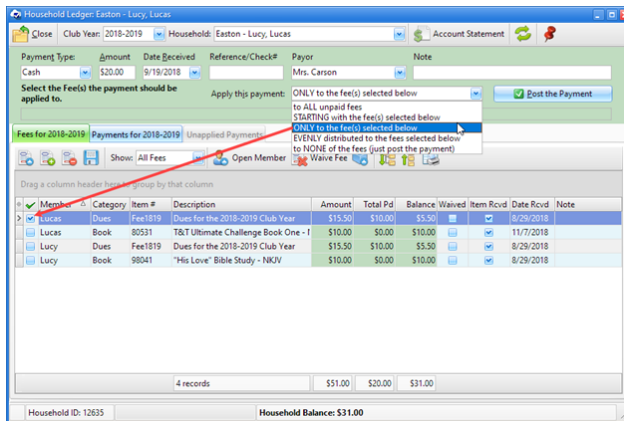 Household Ledger: Easton - Lucy, Lucas
Close Club Year: 2018-2019 Household: Easton - Lucy, Lucas Account Statement
Payment Type: Amount Date Received Reference/Check# Payor Note
Cash $20.00 9/19/2018 Mrs. Carson
Select the Fee(s) the payment should be applied to. Apply this payment: ONLY to the fee(s) selected below Post the Payment
to ALL unpaid fees
STARTING with the fee(s) selected below
ONLY to the fee(s) selected below
EVENLY distributed to the fees selected below
to NONE of the fees (just post the payment)
Fees for 2018-2019 Payments for 2018-2019 Unapplied Payments
Show: All Fees Open Member Waive Fee
Drag a column header here to group by that column
Member Category Item # Description Amount Total Pd Balance Waived Item Rcvd Date Rcvd Note
Lucas Dues Fee1819 Dues for the 2018-2019 Club Year $15.50 $10.00 $5.50 8/29/2018
Lucas Book 80531 T&T Ultimate Challenge Book One - $10.00 $0.00 $10.00 11/7/2018
Lucy Dues Fee1819 Dues for the 2018-2019 Club Year $15.50 $10.00 $5.50 8/29/2018
Lucy Book 98041 "His Love" Bible Study - NKJV $10.00 $0.00 $10.00 8/29/2018
4 records $51.00 $20.00 $31.00
Household ID: 12635 Household Balance: $31.00